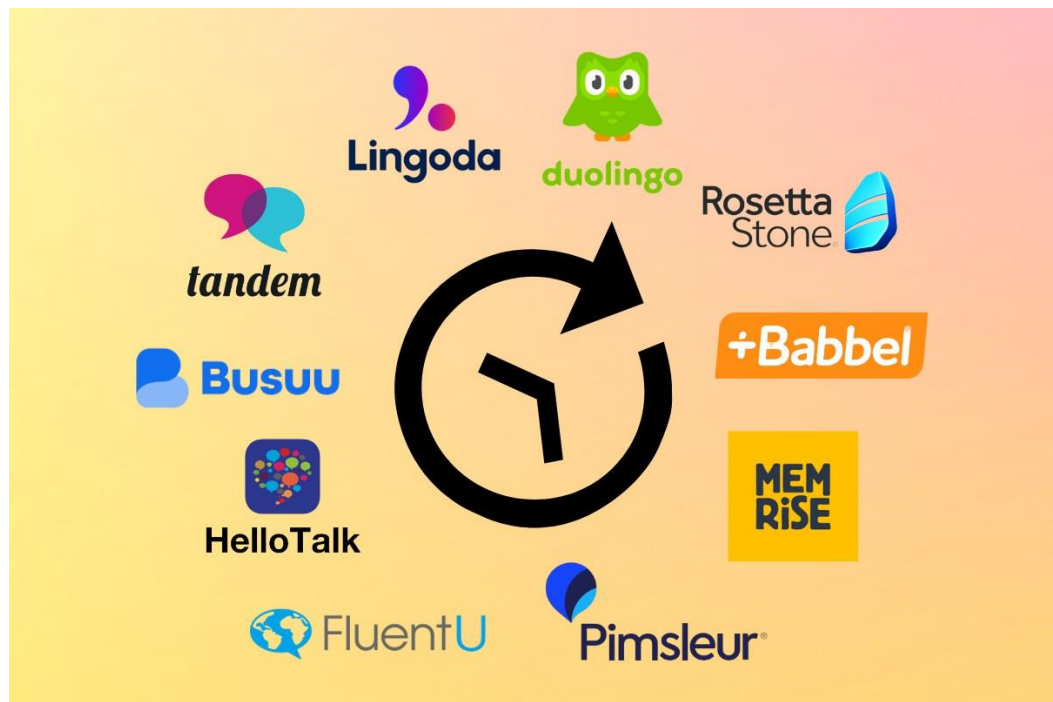 Lingoda
duolingo
Rosetta
Stone
tandem
+Babbel
Busuu
MEM
RiSE
HelloTalk
FluentU
Pimsleur®